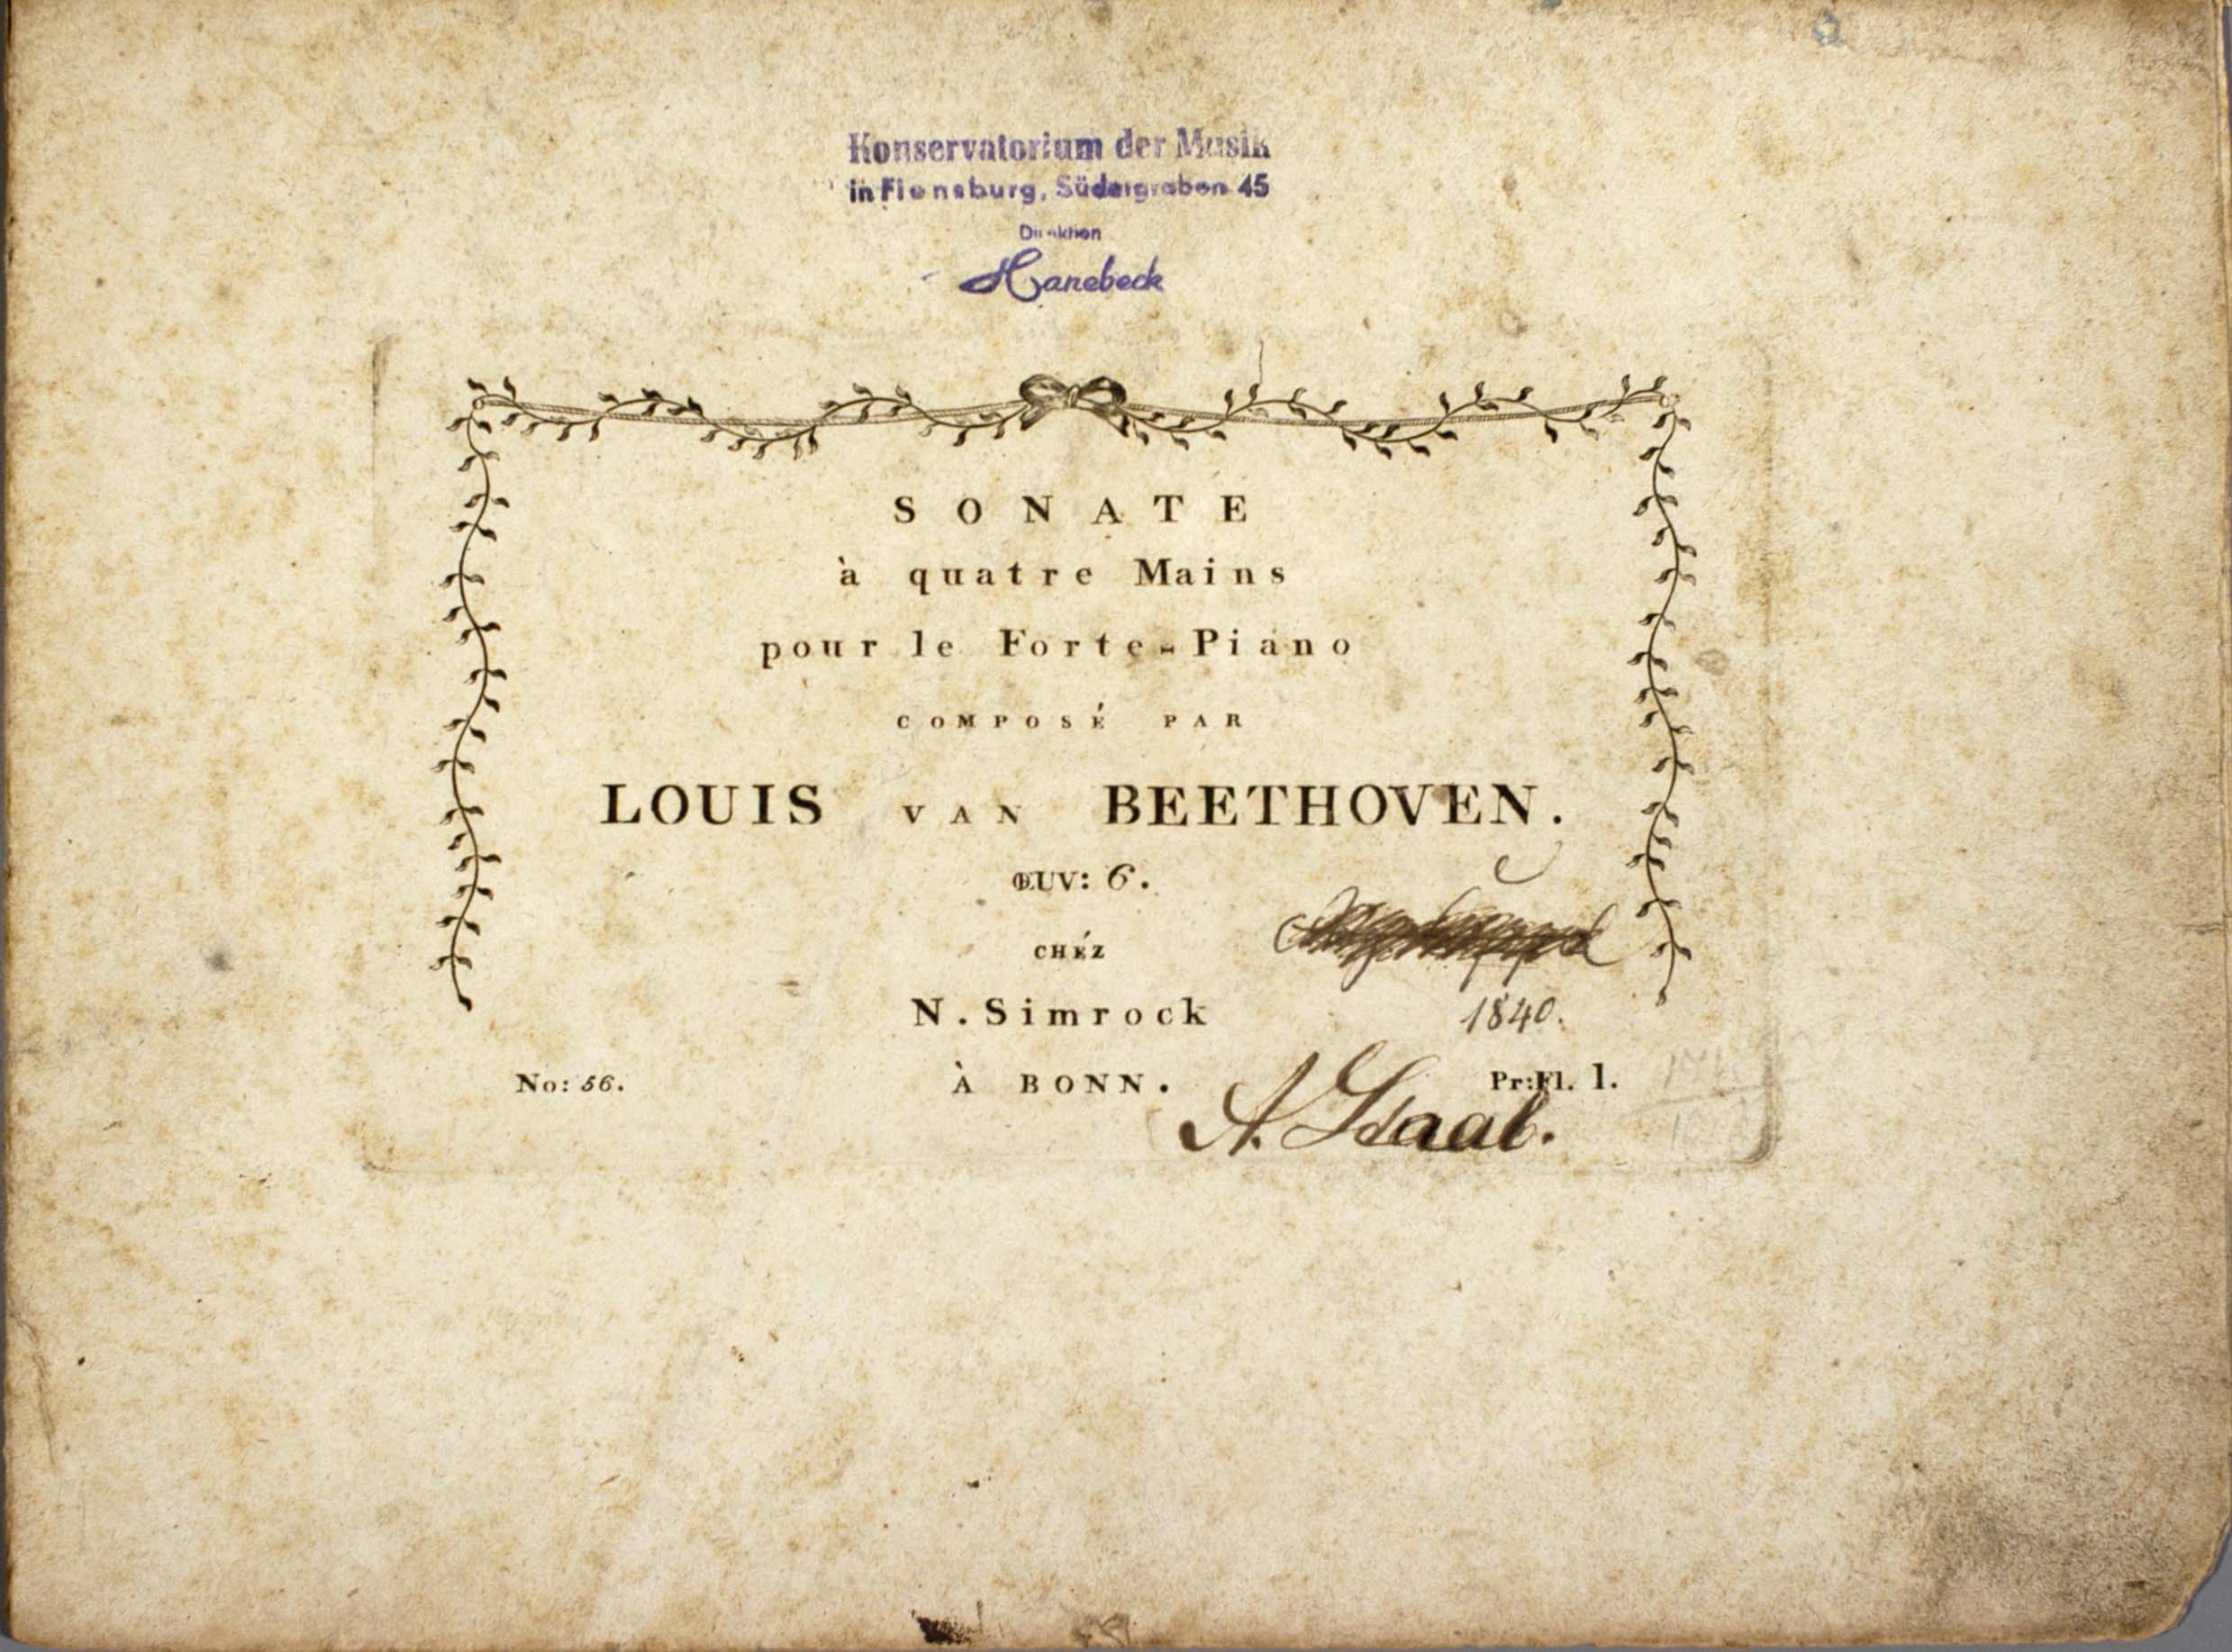 Konservatorium der Musik
in Flensburg, Südergraben 45
Direktion
Hanebeck
SONATE
à quatre Mains
pour le Forte-Piano
COMPOSÉ PAR
LOUIS VAN BEETHOVEN.
ŒUV: 6.
CHÉZ
N. Simrock
1840.
No: 56.
À BONN.
Pr: Fl. 1.
A.